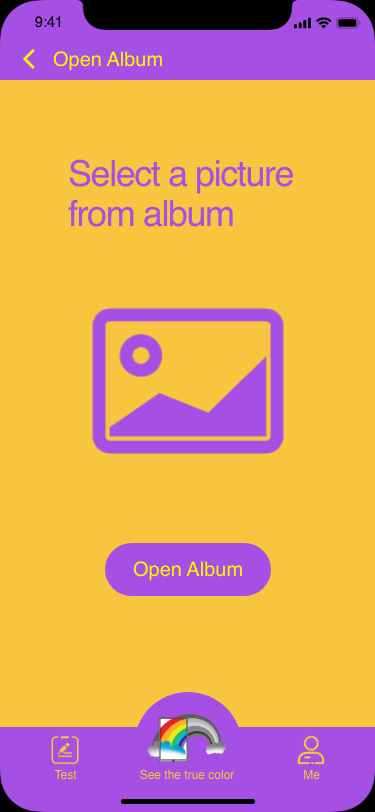 9:41
Open Album
Select a picture
from album
Open Album
Test
See the true color
Me